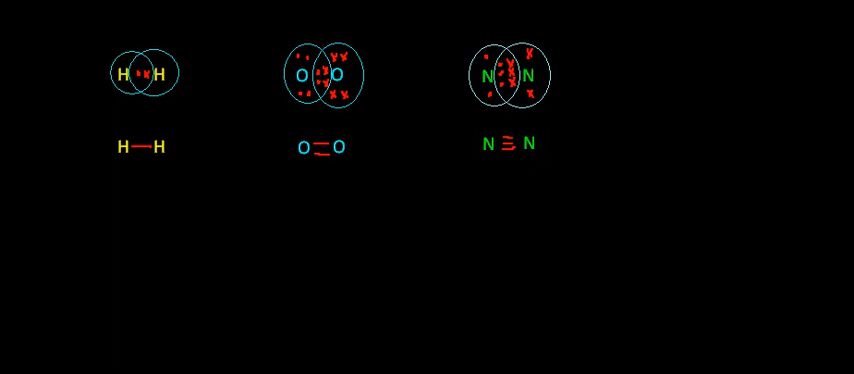 H H
O O
N N
H — H
O = O
N ≡ N